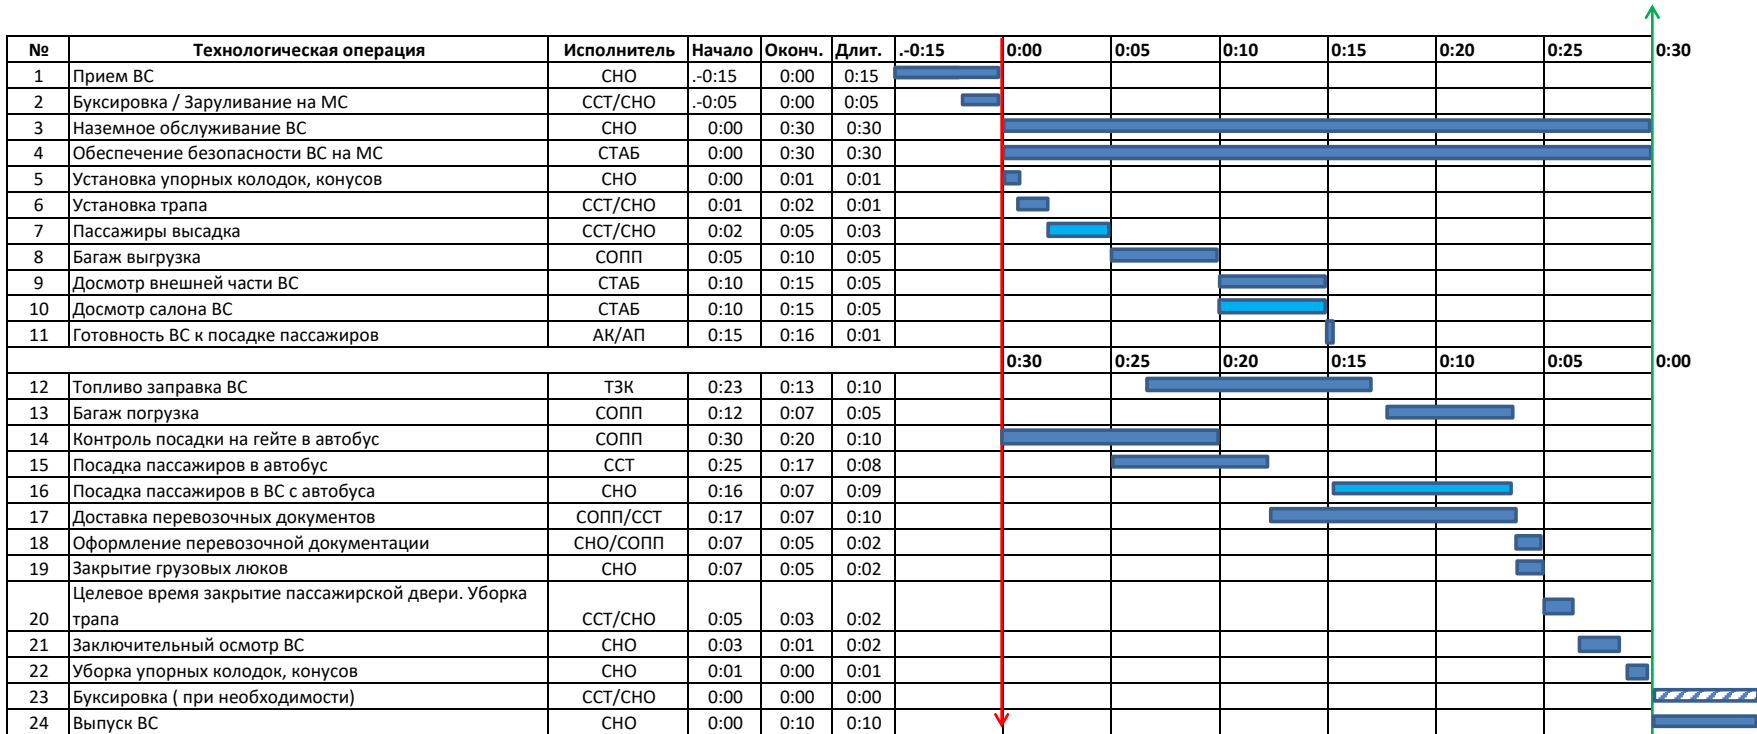 № Технологическая операция Исполнитель Начало Оконч. Длит. .-0:15 0:00 0:05 0:10 0:15 0:20 0:25 0:30
1 Прием ВС СНО .-0:15 0:00 0:15
2 Буксировка / Заруливание на МС ССТ/СНО .-0:05 0:00 0:05
3 Наземное обслуживание ВС СНО 0:00 0:30 0:30
4 Обеспечение безопасности ВС на МС СТАБ 0:00 0:30 0:30
5 Установка упорных колодок, конусов СНО 0:00 0:01 0:01
6 Установка трапа ССТ/СНО 0:01 0:02 0:01
7 Пассажиры высадка ССТ/СНО 0:02 0:05 0:03
8 Багаж выгрузка СОПП 0:05 0:10 0:05
9 Досмотр внешней части ВС СТАБ 0:10 0:15 0:05
10 Досмотр салона ВС СТАБ 0:10 0:15 0:05
11 Готовность ВС к посадке пассажиров АК/АП 0:15 0:16 0:01
0:30 0:25 0:20 0:15 0:10 0:05 0:00
12 Топливо заправка ВС ТЗК 0:23 0:13 0:10
13 Багаж погрузка СОПП 0:12 0:07 0:05
14 Контроль посадки на гейте в автобус СОПП 0:30 0:20 0:10
15 Посадка пассажиров в автобус ССТ 0:25 0:17 0:08
16 Посадка пассажиров в ВС с автобуса СНО 0:16 0:07 0:09
17 Доставка перевозочных документов СОПП/ССТ 0:17 0:07 0:10
18 Оформление перевозочной документации СНО/СОПП 0:07 0:05 0:02
19 Закрытие грузовых люков СНО 0:07 0:05 0:02
Целевое время закрытие пассажирской двери. Уборка
20 трапа ССТ/СНО 0:05 0:03 0:02
21 Заключительный осмотр ВС СНО 0:03 0:01 0:02
22 Уборка упорных колодок, конусов СНО 0:01 0:00 0:01
23 Буксировка ( при необходимости) ССТ/СНО 0:00 0:00 0:00
24 Выпуск ВС СНО 0:00 0:10 0:10